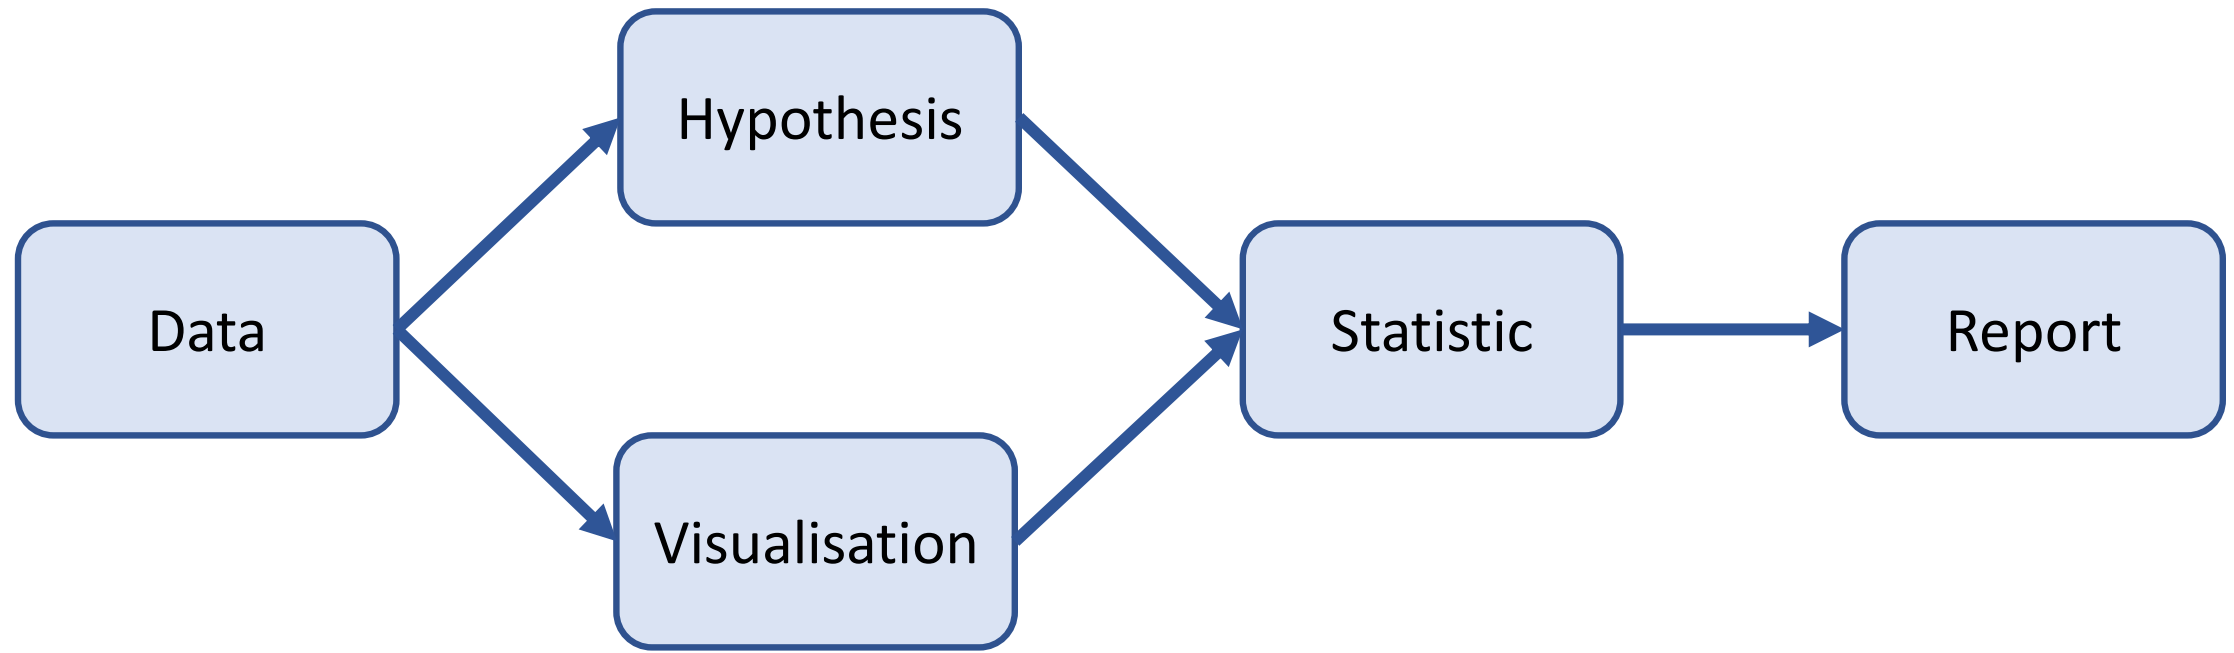 Data
Hypothesis
Visualisation
Statistic
Report